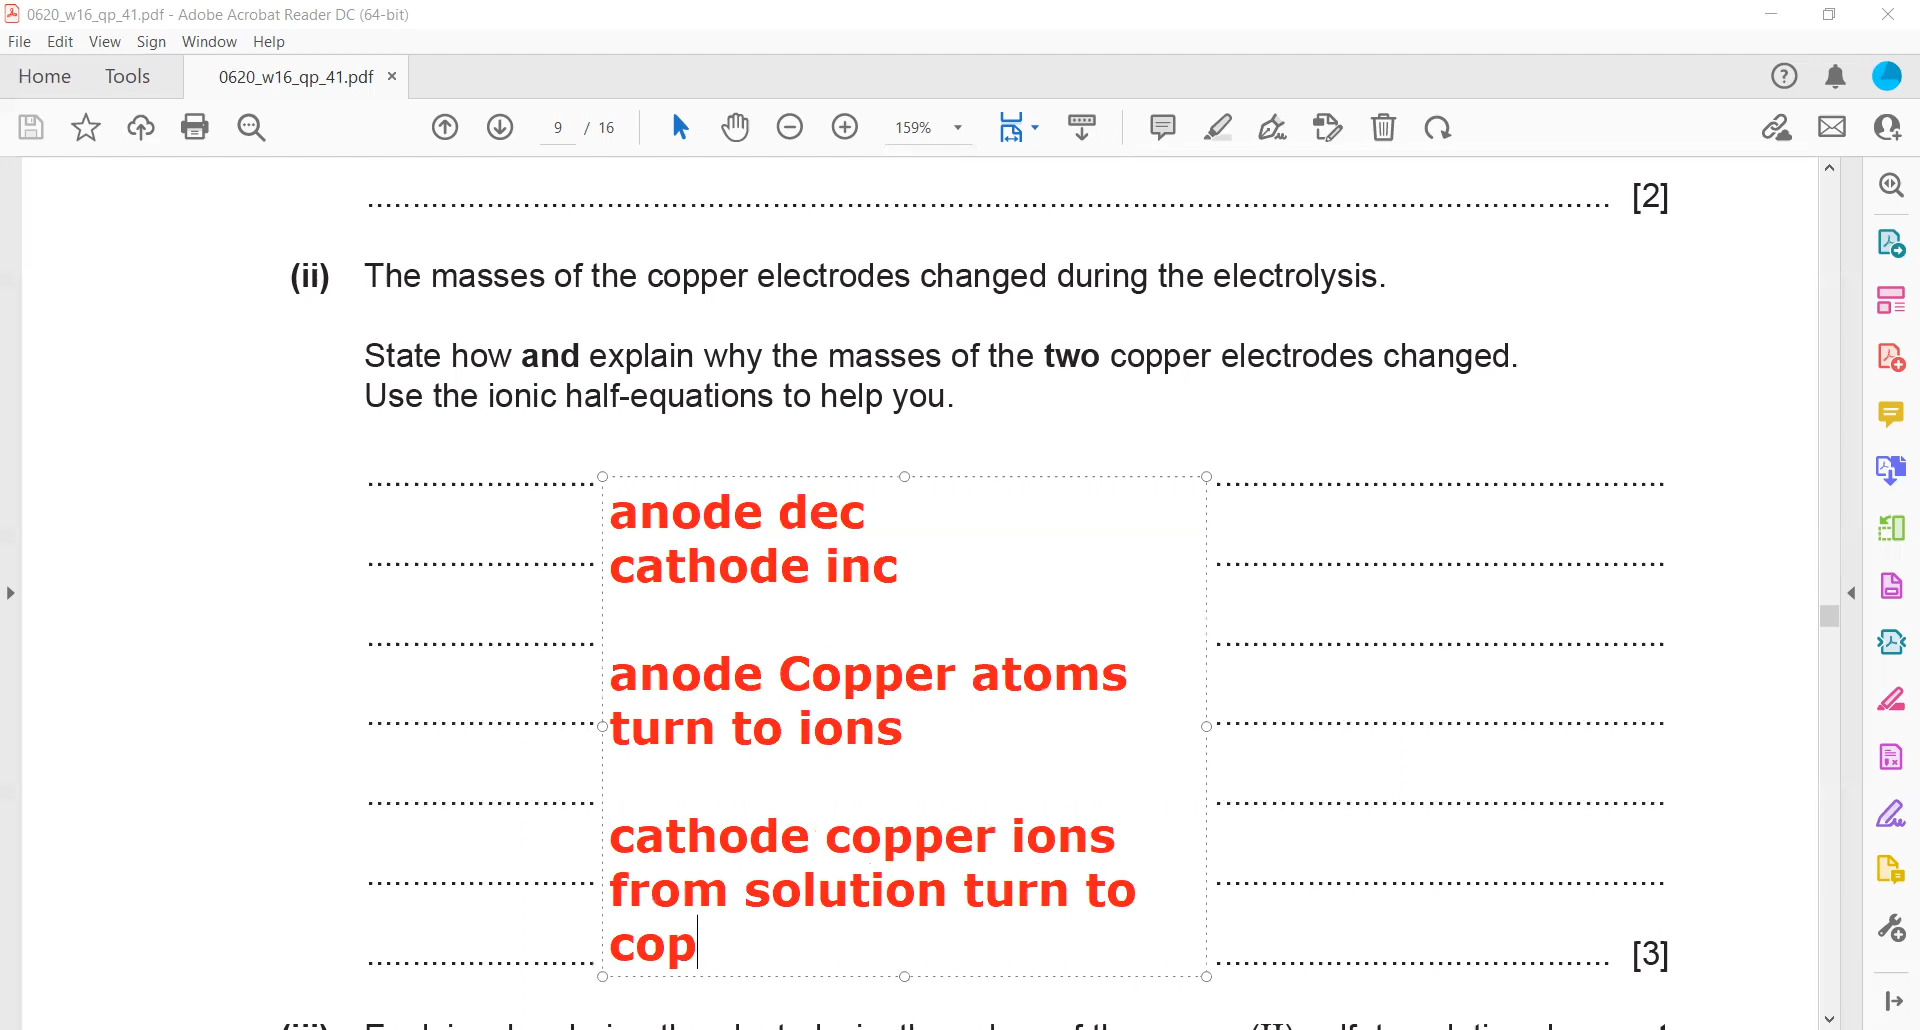 0620_w16_qp_41.pdf - Adobe Acrobat Reader DC (64-bit)
File Edit View Sign Window Help
Home Tools 0620_w16_qp_41.pdf ×
9 / 16 159%
[2]
(ii) The masses of the copper electrodes changed during the electrolysis.
State how and explain why the masses of the two copper electrodes changed.
Use the ionic half-equations to help you.
anode dec
cathode inc
anode Copper atoms
turn to ions
cathode copper ions
from solution turn to
cop
[3]